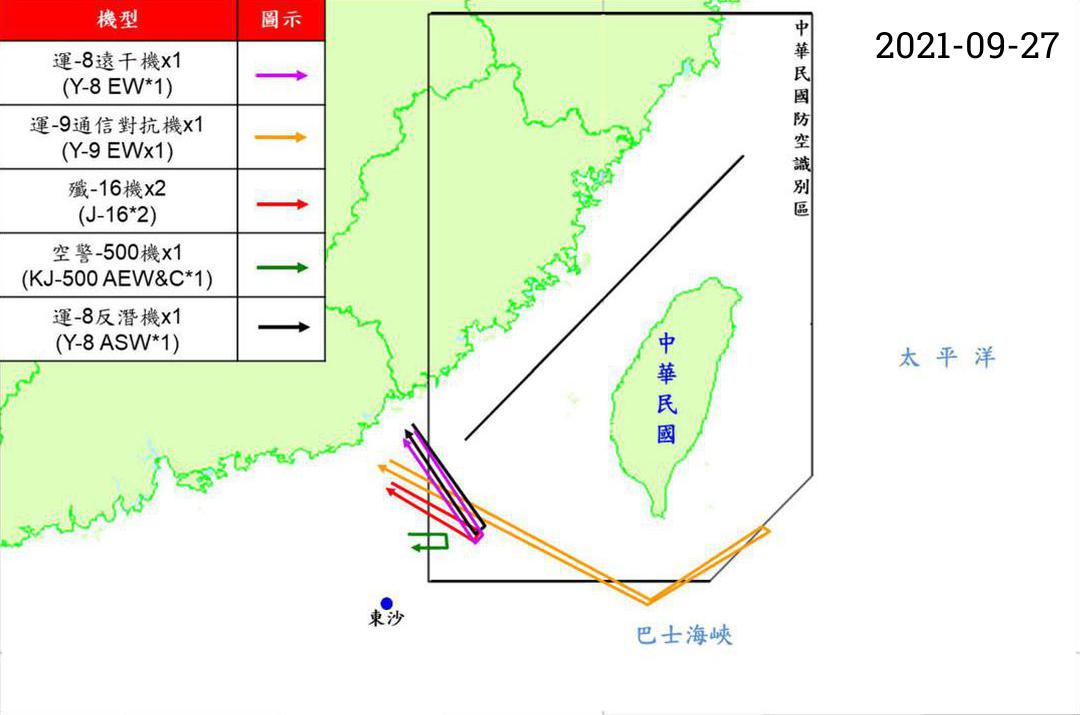 機型 圖示
運-8遠干機x1
(Y-8 EW*1)
運-9通信對抗機x1
(Y-9 EWx1)
殲-16機x2
(J-16*2)
空警-500機x1
(KJ-500 AEW&C*1)
運-8反潛機x1
(Y-8 ASW*1)
2021-09-27
中華民國防空識別區
中華民國
太平洋
東沙
巴士海峽